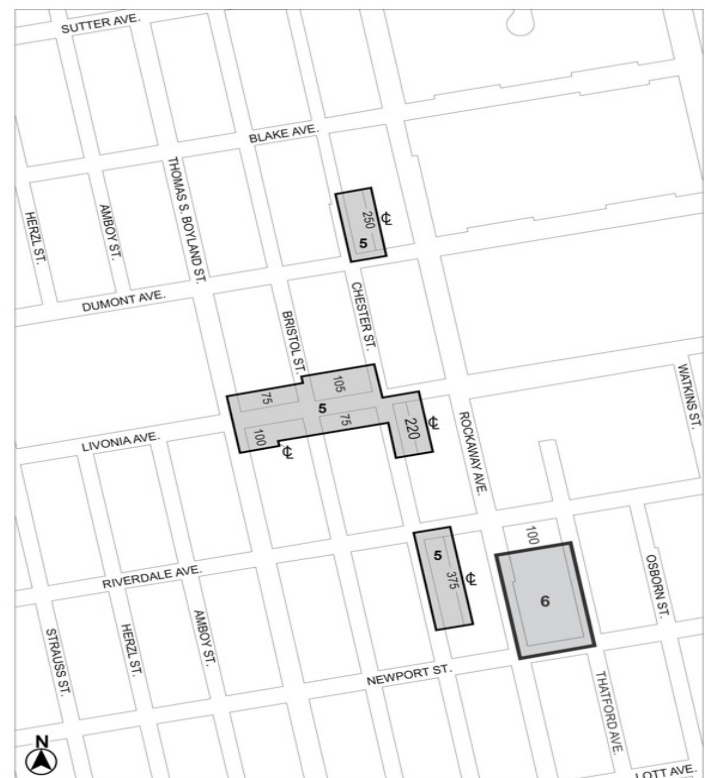 SUTTER AVE.
BLAKE AVE.
THOMAS S. BOYLAND ST.
HERZL ST.
AMBOY ST.
250
℄
5
DUMONT AVE.
CHESTER ST.
BRISTOL ST.
WATKINS ST.
75
105
5
75
100
℄
220
℄
LIVONIA AVE.
ROCKAWAY AVE.
100
5
375
℄
RIVERDALE AVE.
OSBORN ST.
6
STRAUSS ST.
HERZL ST.
AMBOY ST.
NEWPORT ST.
THATFORD AVE.
N
LOTT AVE.